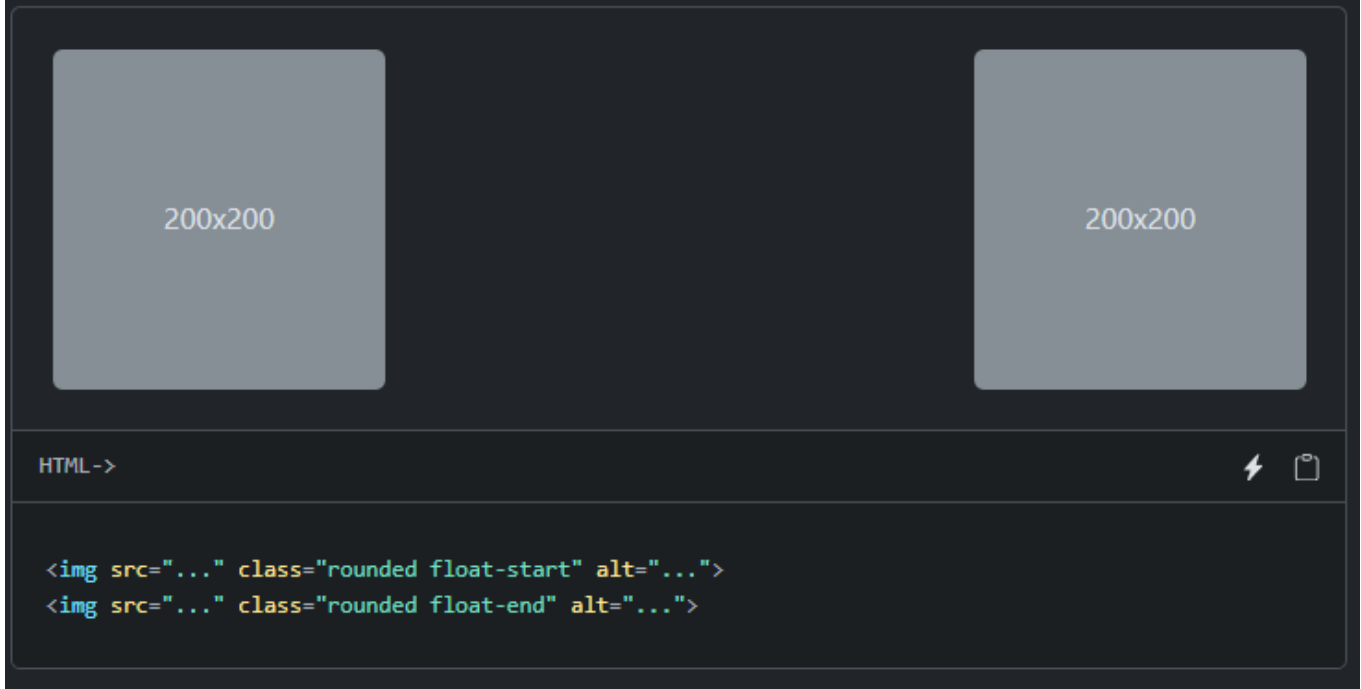 200x200
200x200
HTML->
<img src="..." class="rounded float-start" alt="...">
<img src="..." class="rounded float-end" alt="...">